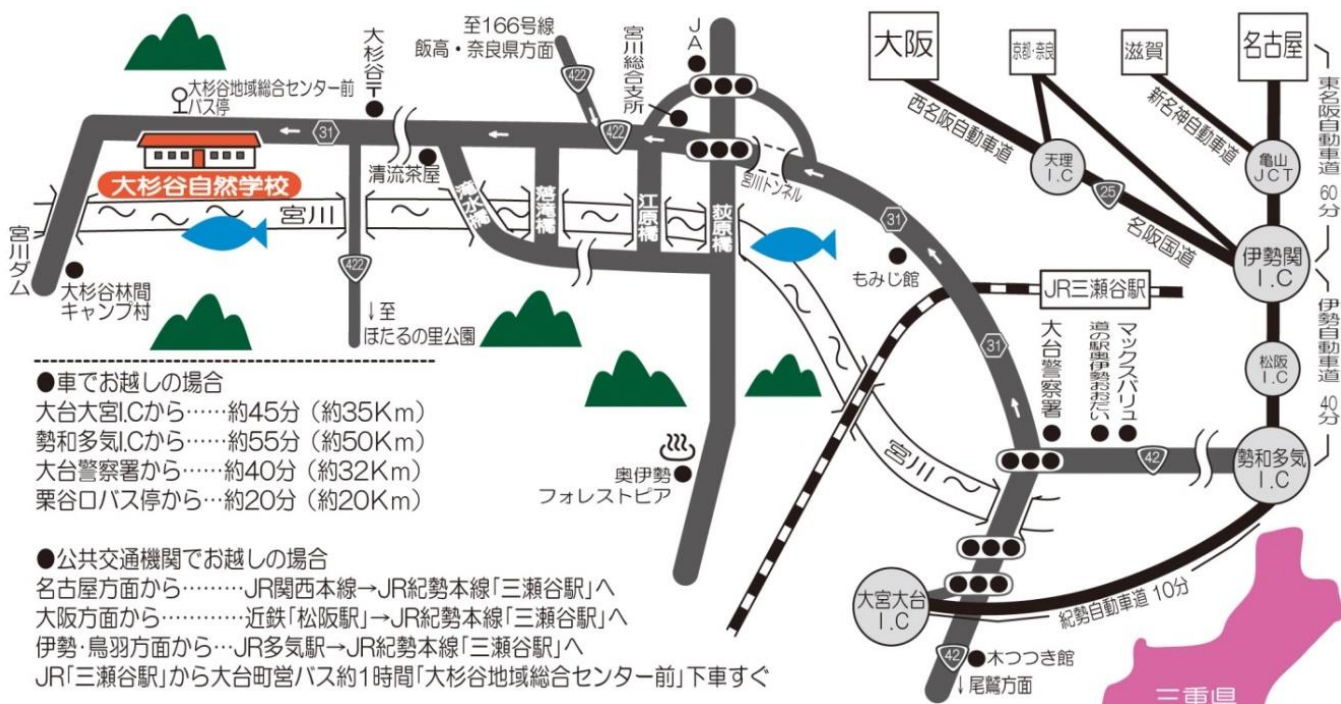 至166号線
飯高・奈良県方面
422
大杉谷〒
宮川総合支所
JA
大杉谷地域総合センター前
バス停
31
422
大杉谷自然学校
清流茶屋
宮川トンネル
宮川
落滝橋
江原橋
荻原橋
宮川ダム
大杉谷林間
キャンプ村
422
↓至
ほたるの里公園
31
もみじ館
JR三瀬谷駅
31
大台警察署
道の駅奥伊勢おおだい
マックスバリュ
42
宮川
奥伊勢
フォレストピア
大阪
京都・奈良
滋賀
名古屋
西名阪自動車道
新名神自動車道
東名阪自動車道 60分
天理
I.C
亀山
JCT
25
名阪国道
伊勢関
I.C
伊勢自動車道 40分
松阪
I.C
勢和多気
I.C
大宮大台
I.C
紀勢自動車道 10分
42
木つつき館
↓尾鷲方面
三重県
●車でお越しの場合
大台大宮I.Cから……約45分（約35Km）
勢和多気I.Cから……約55分（約50Km）
大台警察署から……約40分（約32Km）
栗谷口バス停から…約20分（約20Km）
●公共交通機関でお越しの場合
名古屋方面から………JR関西本線→JR紀勢本線「三瀬谷駅」へ
大阪方面から…………近鉄「松阪駅」→JR紀勢本線「三瀬谷駅」へ
伊勢・鳥羽方面から…JR多気駅→JR紀勢本線「三瀬谷駅」へ
JR「三瀬谷駅」から大台町営バス約1時間「大杉谷地域総合センター前」下車すぐ